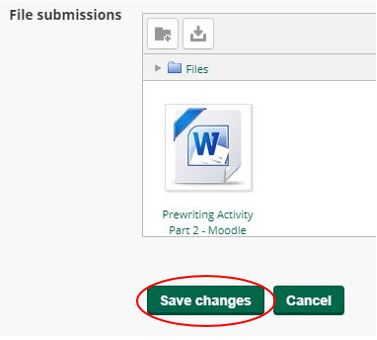 File submissions
Files
W
Prewriting Activity
Part 2 - Moodle
Save changes Cancel